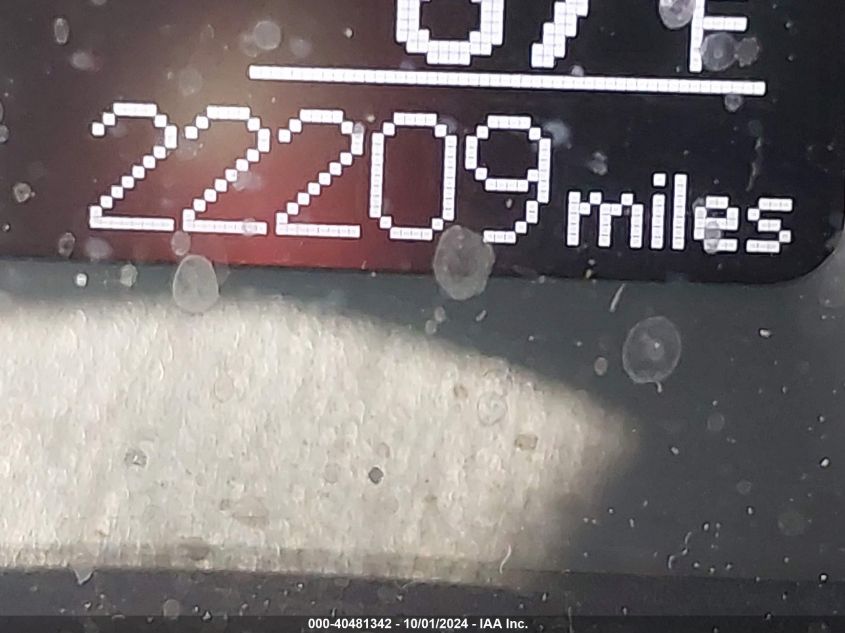 22209 miles
000-40481342 - 10/01/2024 - IAA Inc.